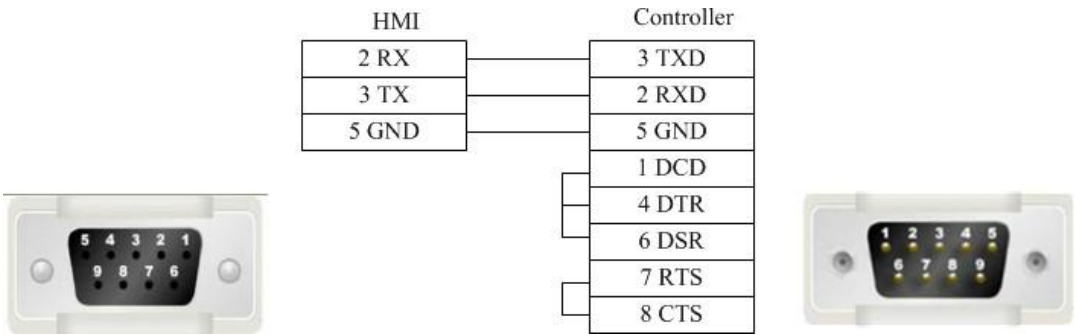 HMI
2 RX
3 TX
5 GND
Controller
3 TXD
2 RXD
5 GND
1 DCD
4 DTR
6 DSR
7 RTS
8 CTS
5 4 3 2 1
9 8 7 6
1 2 3 4 5
6 7 8 9